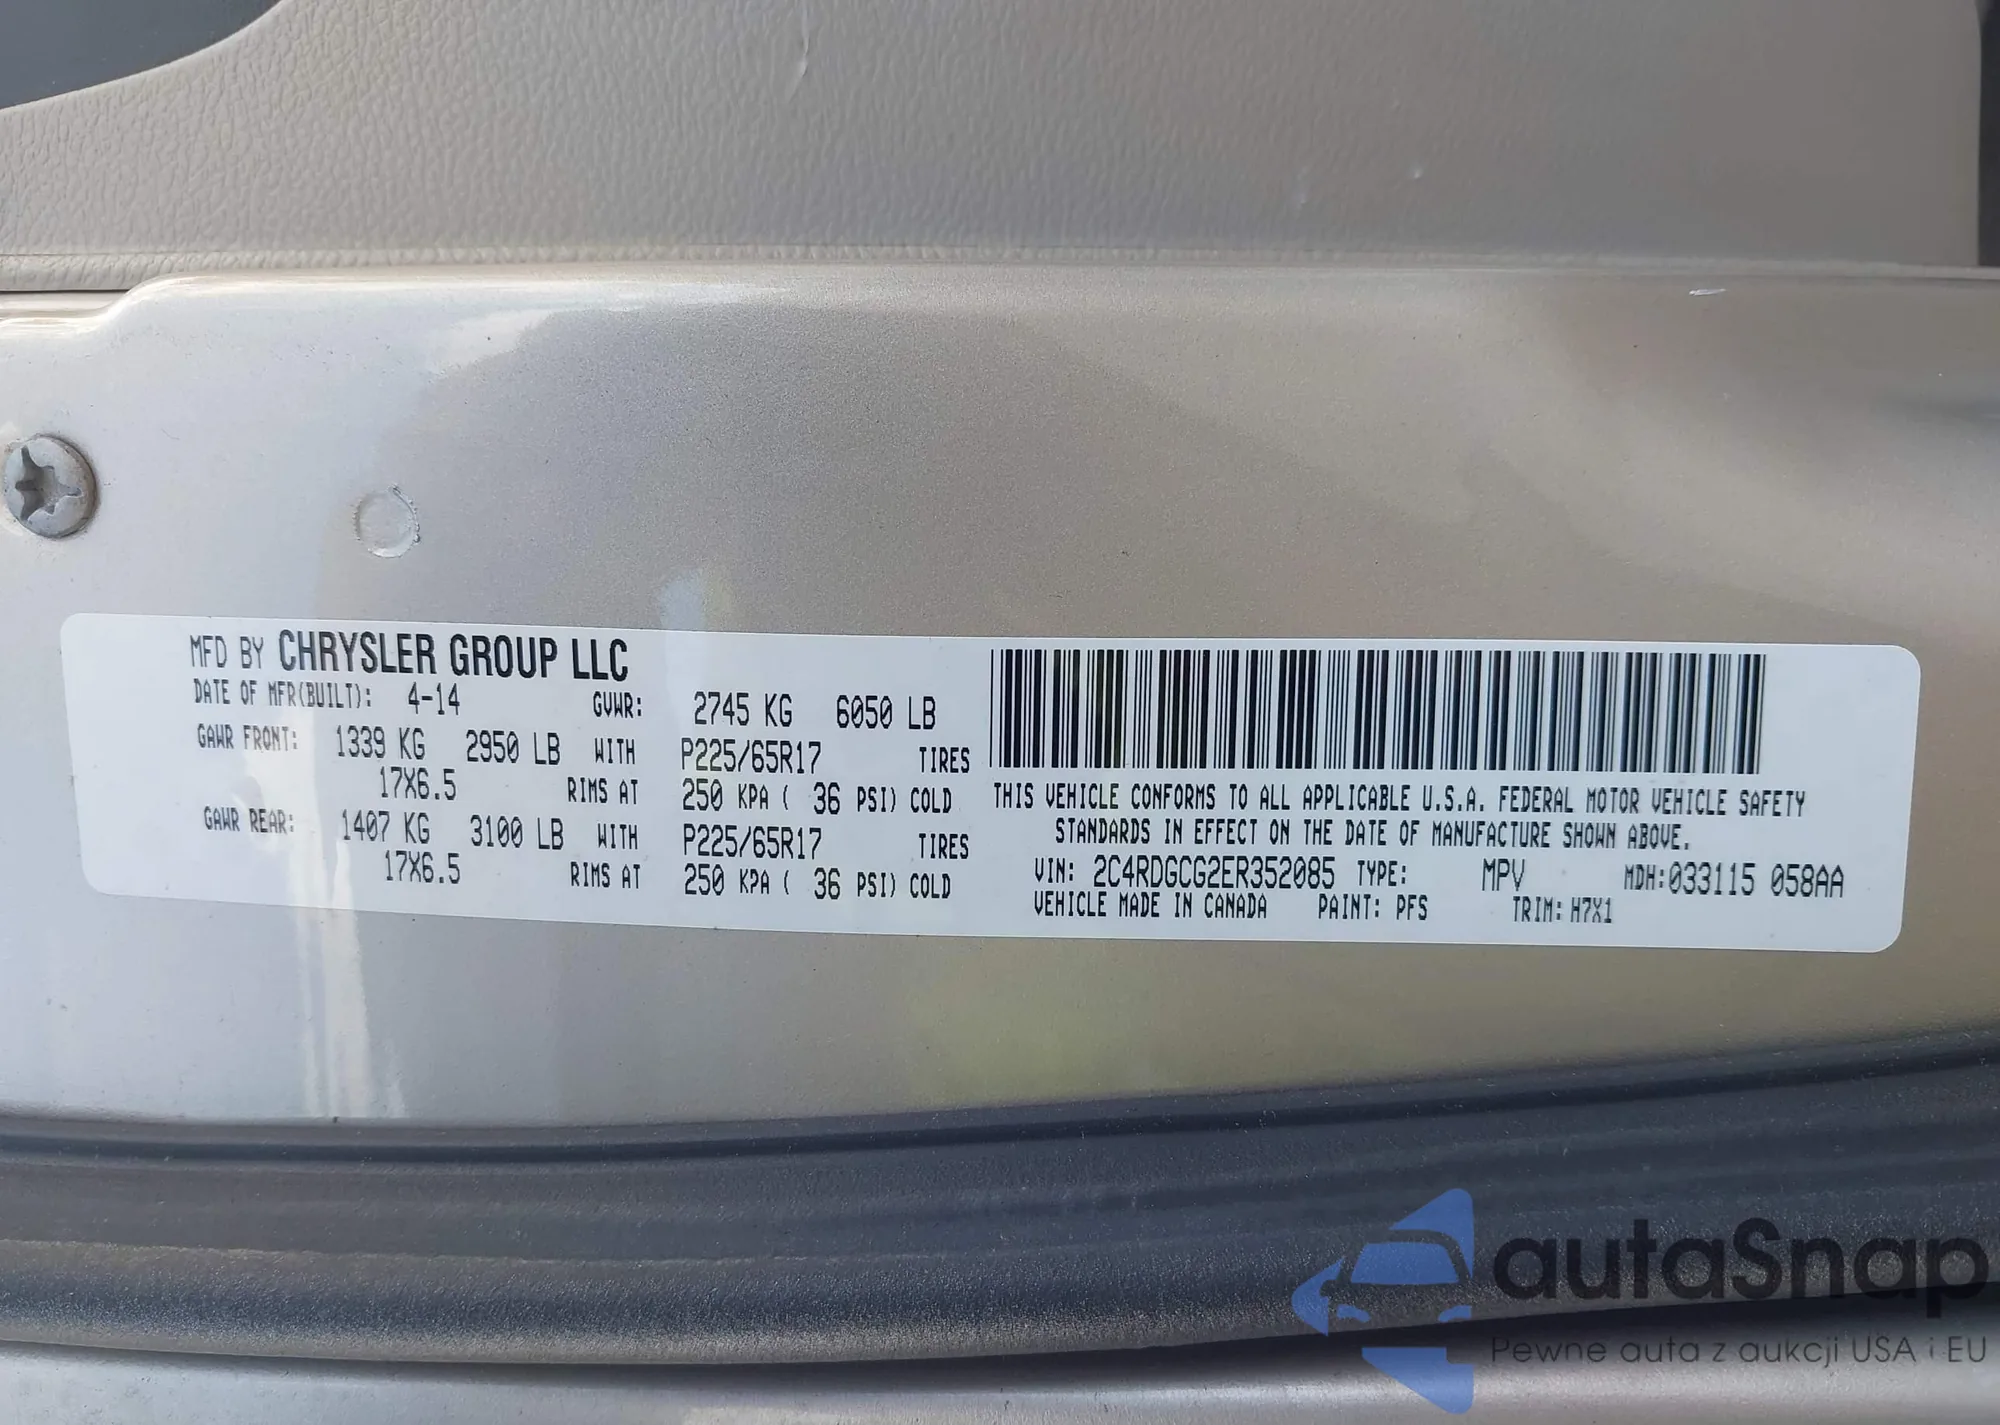 MFD BY CHRYSLER GROUP LLC
DATE OF MFR(BUILT): 4-14 GVWR: 2745 KG 6050 LB
GAWR FRONT: 1339 KG 2950 LB WITH P225/65R17 TIRES
17X6.5 RIMS AT 250 KPA ( 36 PSI) COLD
GAWR REAR: 1407 KG 3100 LB WITH P225/65R17 TIRES
17X6.5 RIMS AT 250 KPA ( 36 PSI) COLD
THIS VEHICLE CONFORMS TO ALL APPLICABLE U.S.A. FEDERAL MOTOR VEHICLE SAFETY
STANDARDS IN EFFECT ON THE DATE OF MANUFACTURE SHOWN ABOVE.
VIN: 2C4RDGCG2ER352085 TYPE: MPV MDH:033115 058AA
VEHICLE MADE IN CANADA PAINT: PFS TRIM: H7X1
autaSnap
Pewne auta z aukcji USA i EU